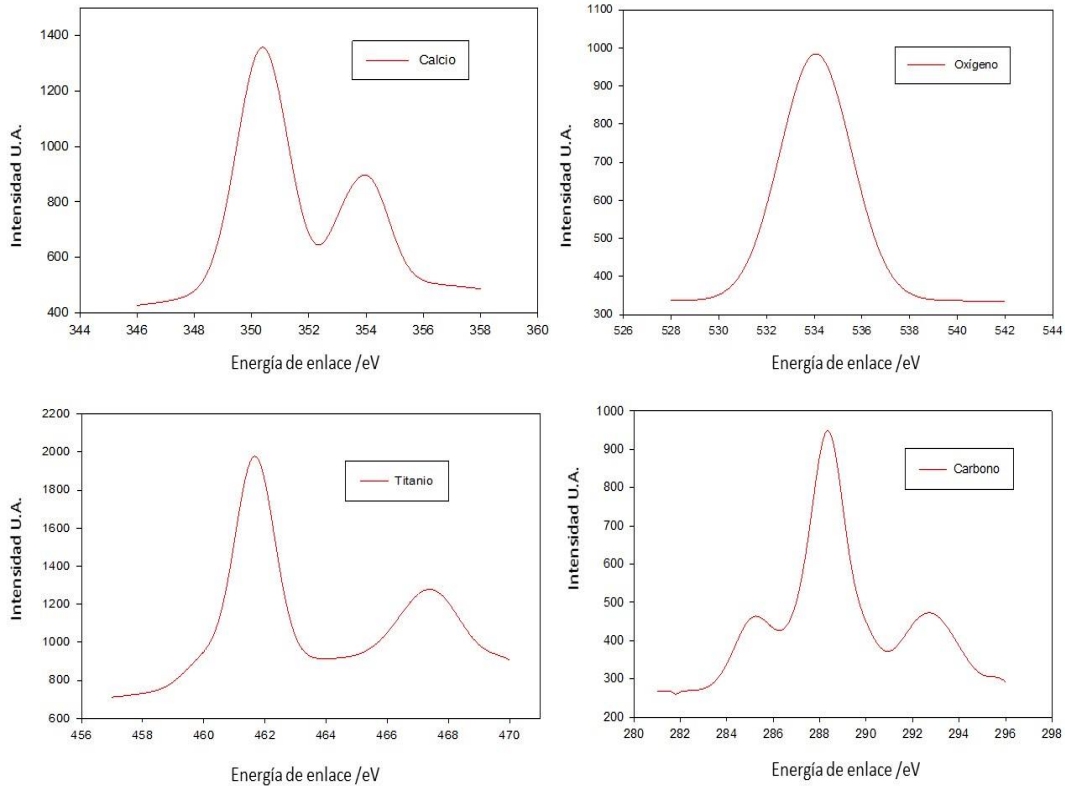 1400
1200
1000
800
600
400
344 346 348 350 352 354 356 358 360
Intensidad U.A.
Energía de enlace /eV
Calcio
1100
1000
900
800
700
600
500
400
300
526 528 530 532 534 536 538 540 542 544
Intensidad U.A.
Energía de enlace /eV
Oxígeno
2200
2000
1800
1600
1400
1200
1000
800
600
456 458 460 462 464 466 468 470
Intensidad U.A.
Energía de enlace /eV
Titanio
1000
900
800
700
600
500
400
300
200
280 282 284 286 288 290 292 294 296 298
Intensidad U.A.
Energía de enlace /eV
Carbono